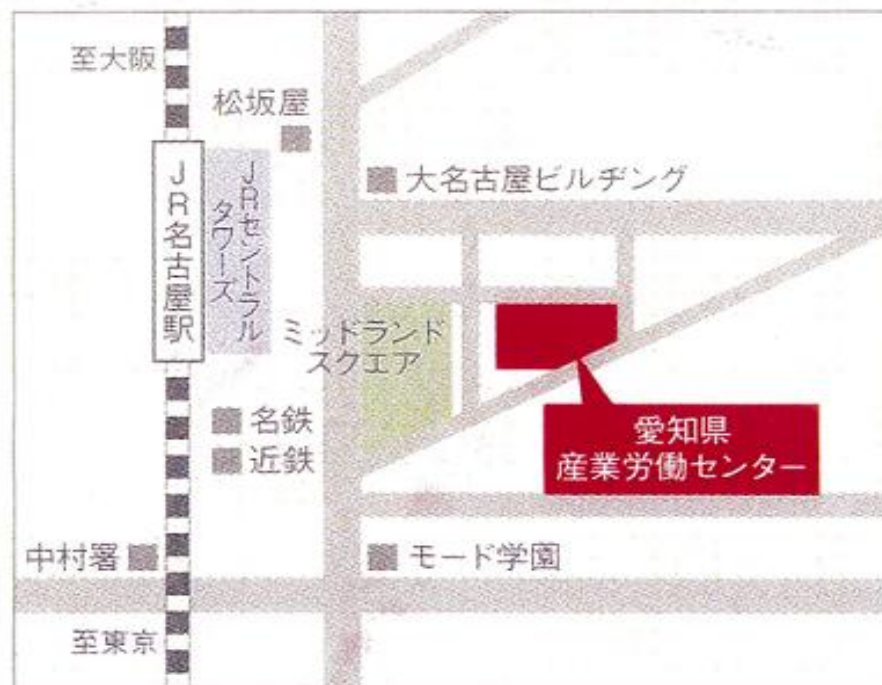 至大阪
松坂屋
大名古屋ビルヂング
JR名古屋駅
JRセントラル
タワーズ
ミッドランド
スクエア
名鉄
近鉄
愛知県
産業労働センター
中村署
モード学園
至東京